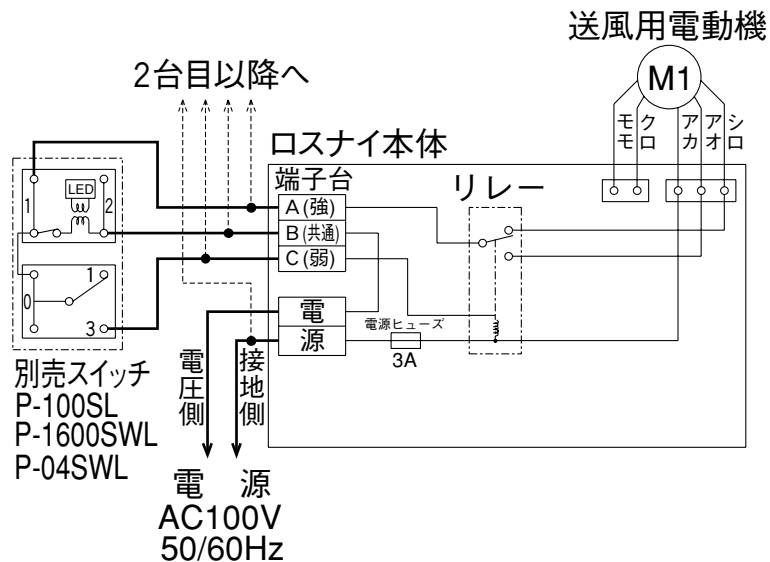 送風用電動機
M1
2台目以降へ
モモ
クロ
アカ
アオ
シロ
ロスナイ本体
端子台
リレー
LED
1
2
A(強)
B(共通)
C(弱)
0
1
3
電
源
電源ヒューズ
3A
電圧側
接地側
別売スイッチ
P-100SL
P-1600SWL
P-04SWL
電 源
AC100V
50/60Hz